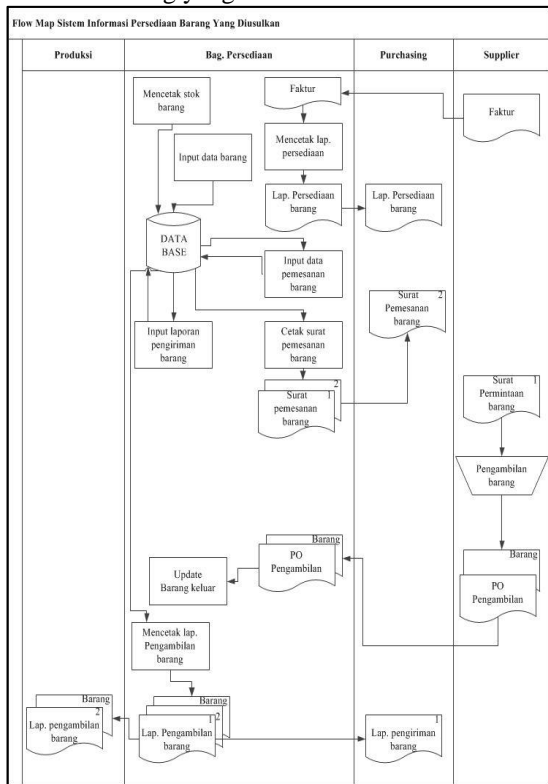 Flow Map Sistem Informasi Persediaan Barang Yang Diusulkan
Produksi
Bag. Persediaan
Purchasing
Supplier
Mencetak stok
barang
Faktur
Faktur
Mencetak lap.
persediaan
Input data barang
Lap. Persediaan
barang
Lap. Persediaan
barang
DATA
BASE
Input data
pemesanan
barang
Surat 2
Pemesanan
barang
Input laporan
pengiriman
barang
Cetak surat
pemesanan
barang
2
Surat 1
pemesanan
barang
Surat 1
Permintaan
barang
Pengambilan
barang
Barang
PO
Pengambilan
Barang
PO
Pengambilan
Update
Barang keluar
Mencetak lap.
Pengambilan
barang
Barang
2
Lap. pengambilan
barang
Barang
2
1
Lap. Pengambilan
barang
1
Lap. pengiriman
barang